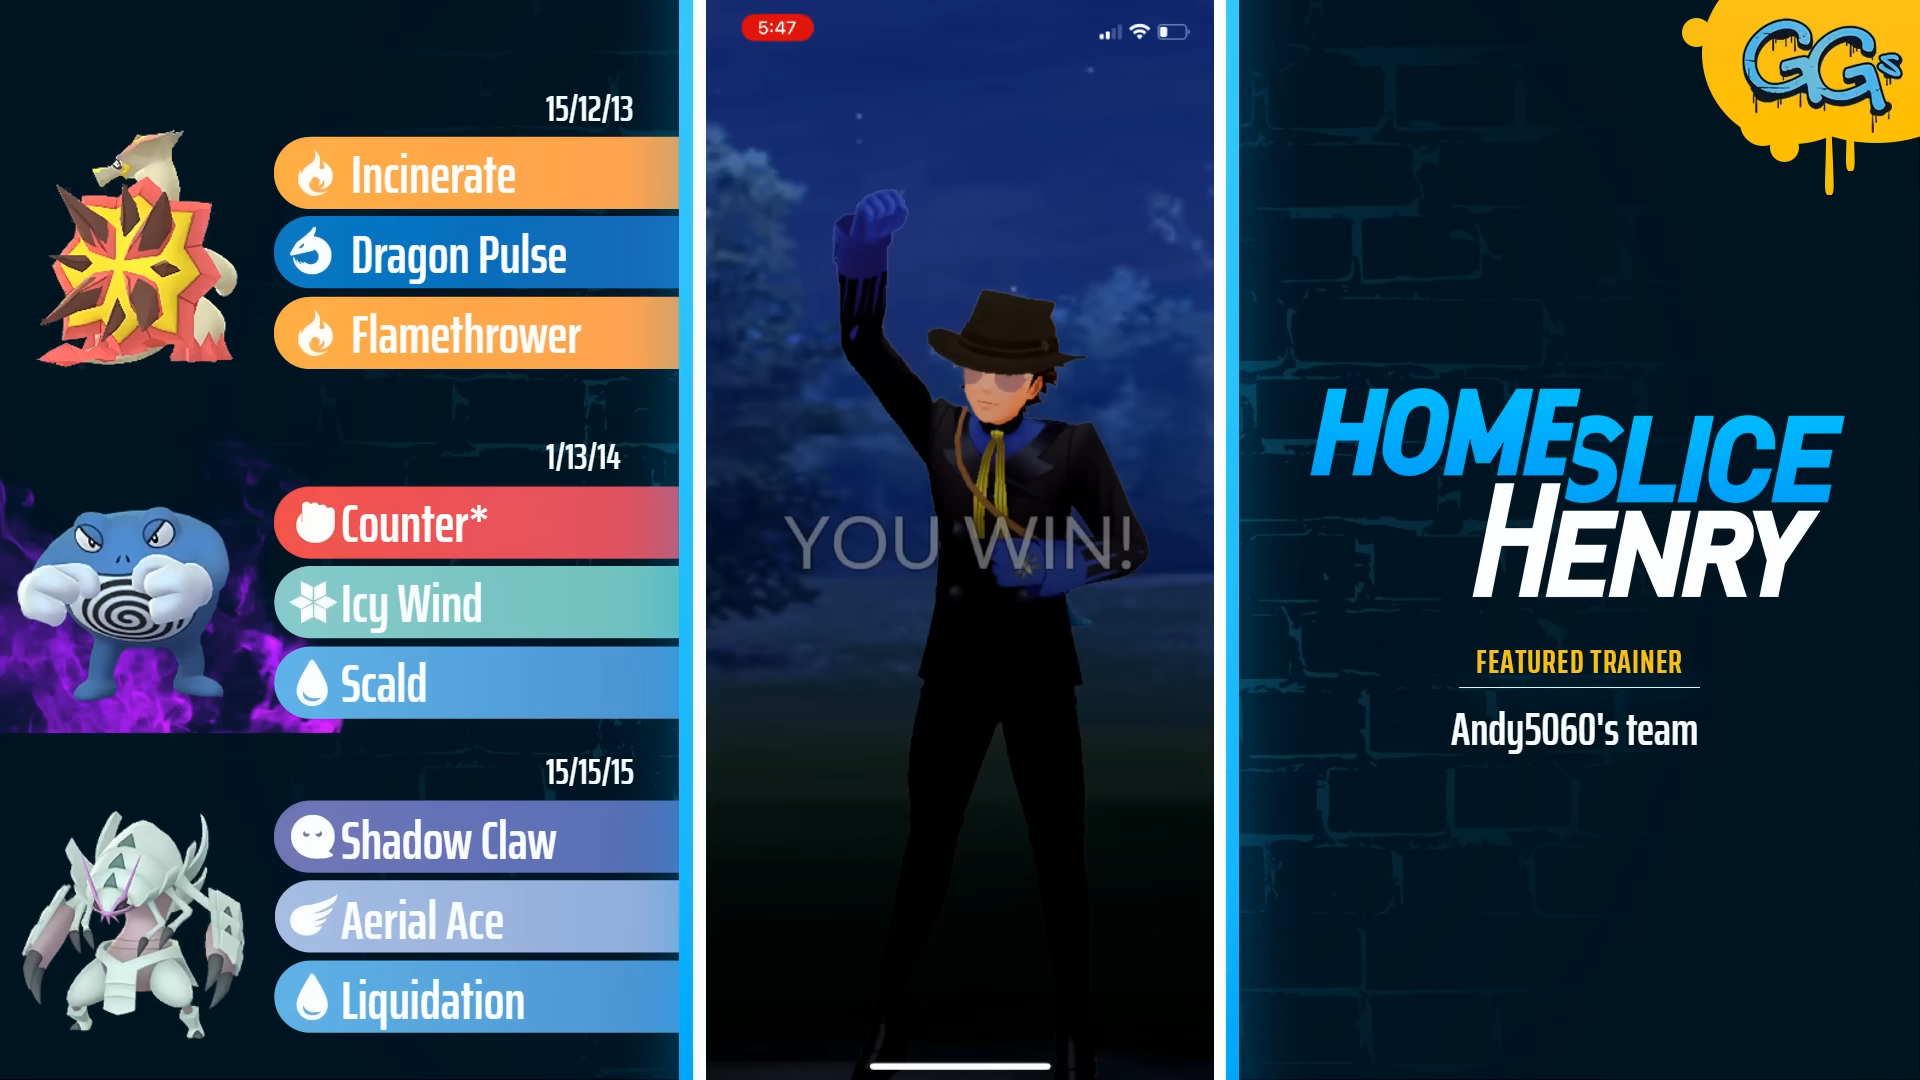 15/12/13
Incinerate
Dragon Pulse
Flamethrower
1/13/14
Counter*
Icy Wind
Scald
15/15/15
Shadow Claw
Aerial Ace
Liquidation
5:47
YOU WIN!
GGs
HOMESLICE
HENRY
FEATURED TRAINER
Andy5060's team